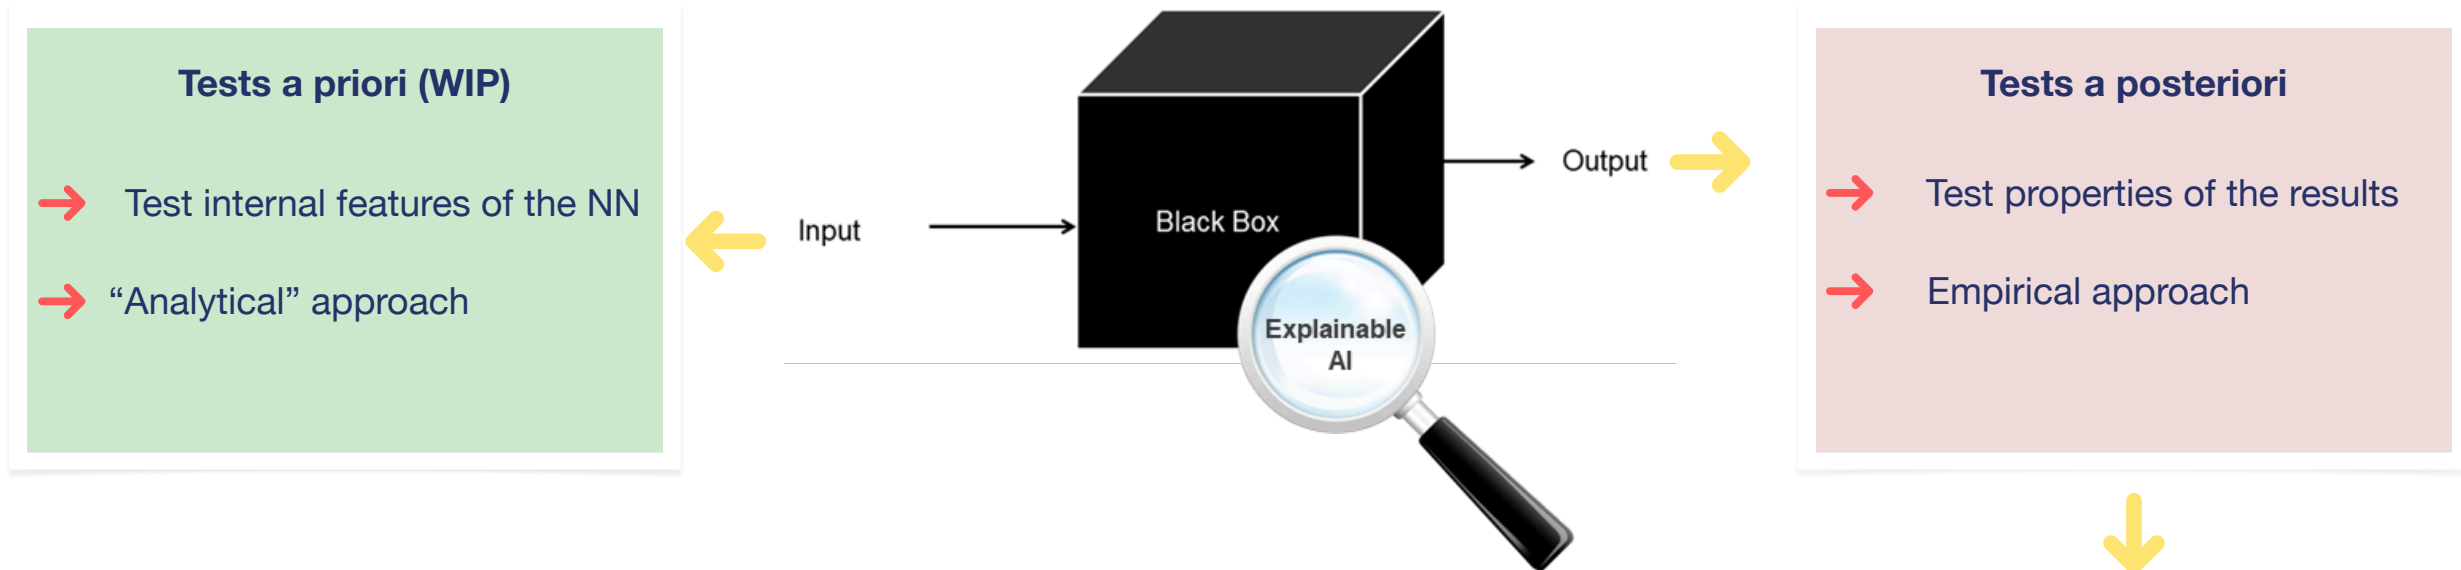 Tests a priori (WIP)
Test internal features of the NN
“Analytical” approach
Input
Black Box
Explainable
AI
Output
Tests a posteriori
Test properties of the results
Empirical approach